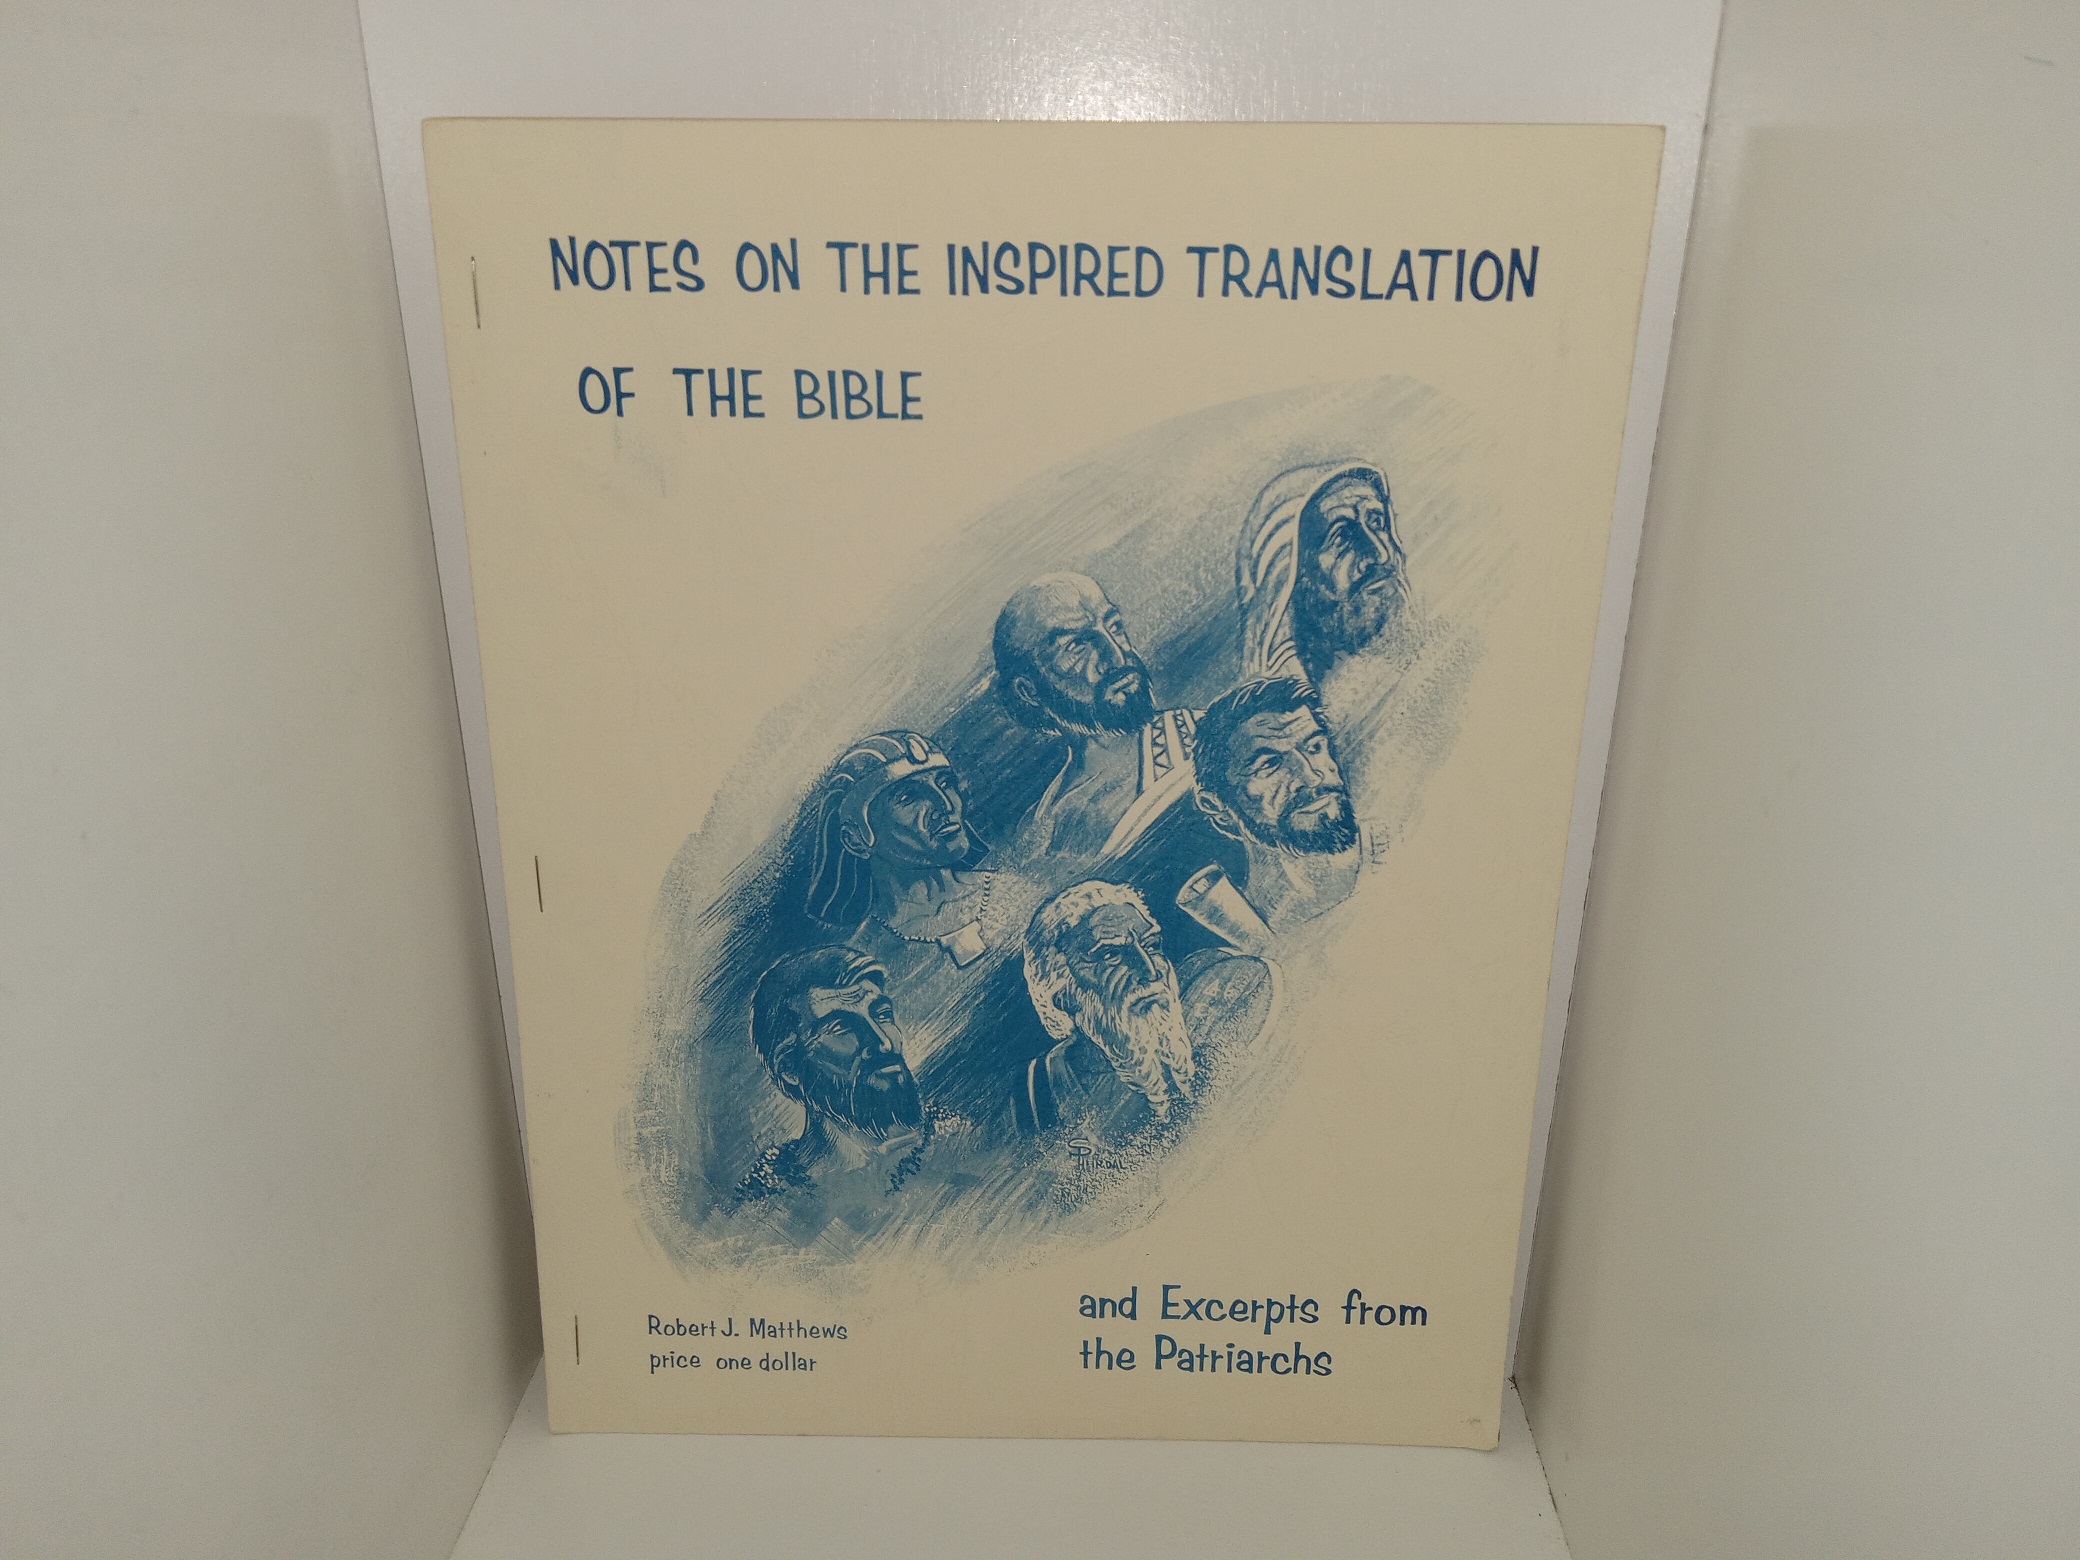 NOTES ON THE INSPIRED TRANSLATION
OF THE BIBLE
and Excerpts from
the Patriarchs
Robert J. Matthews
price one dollar